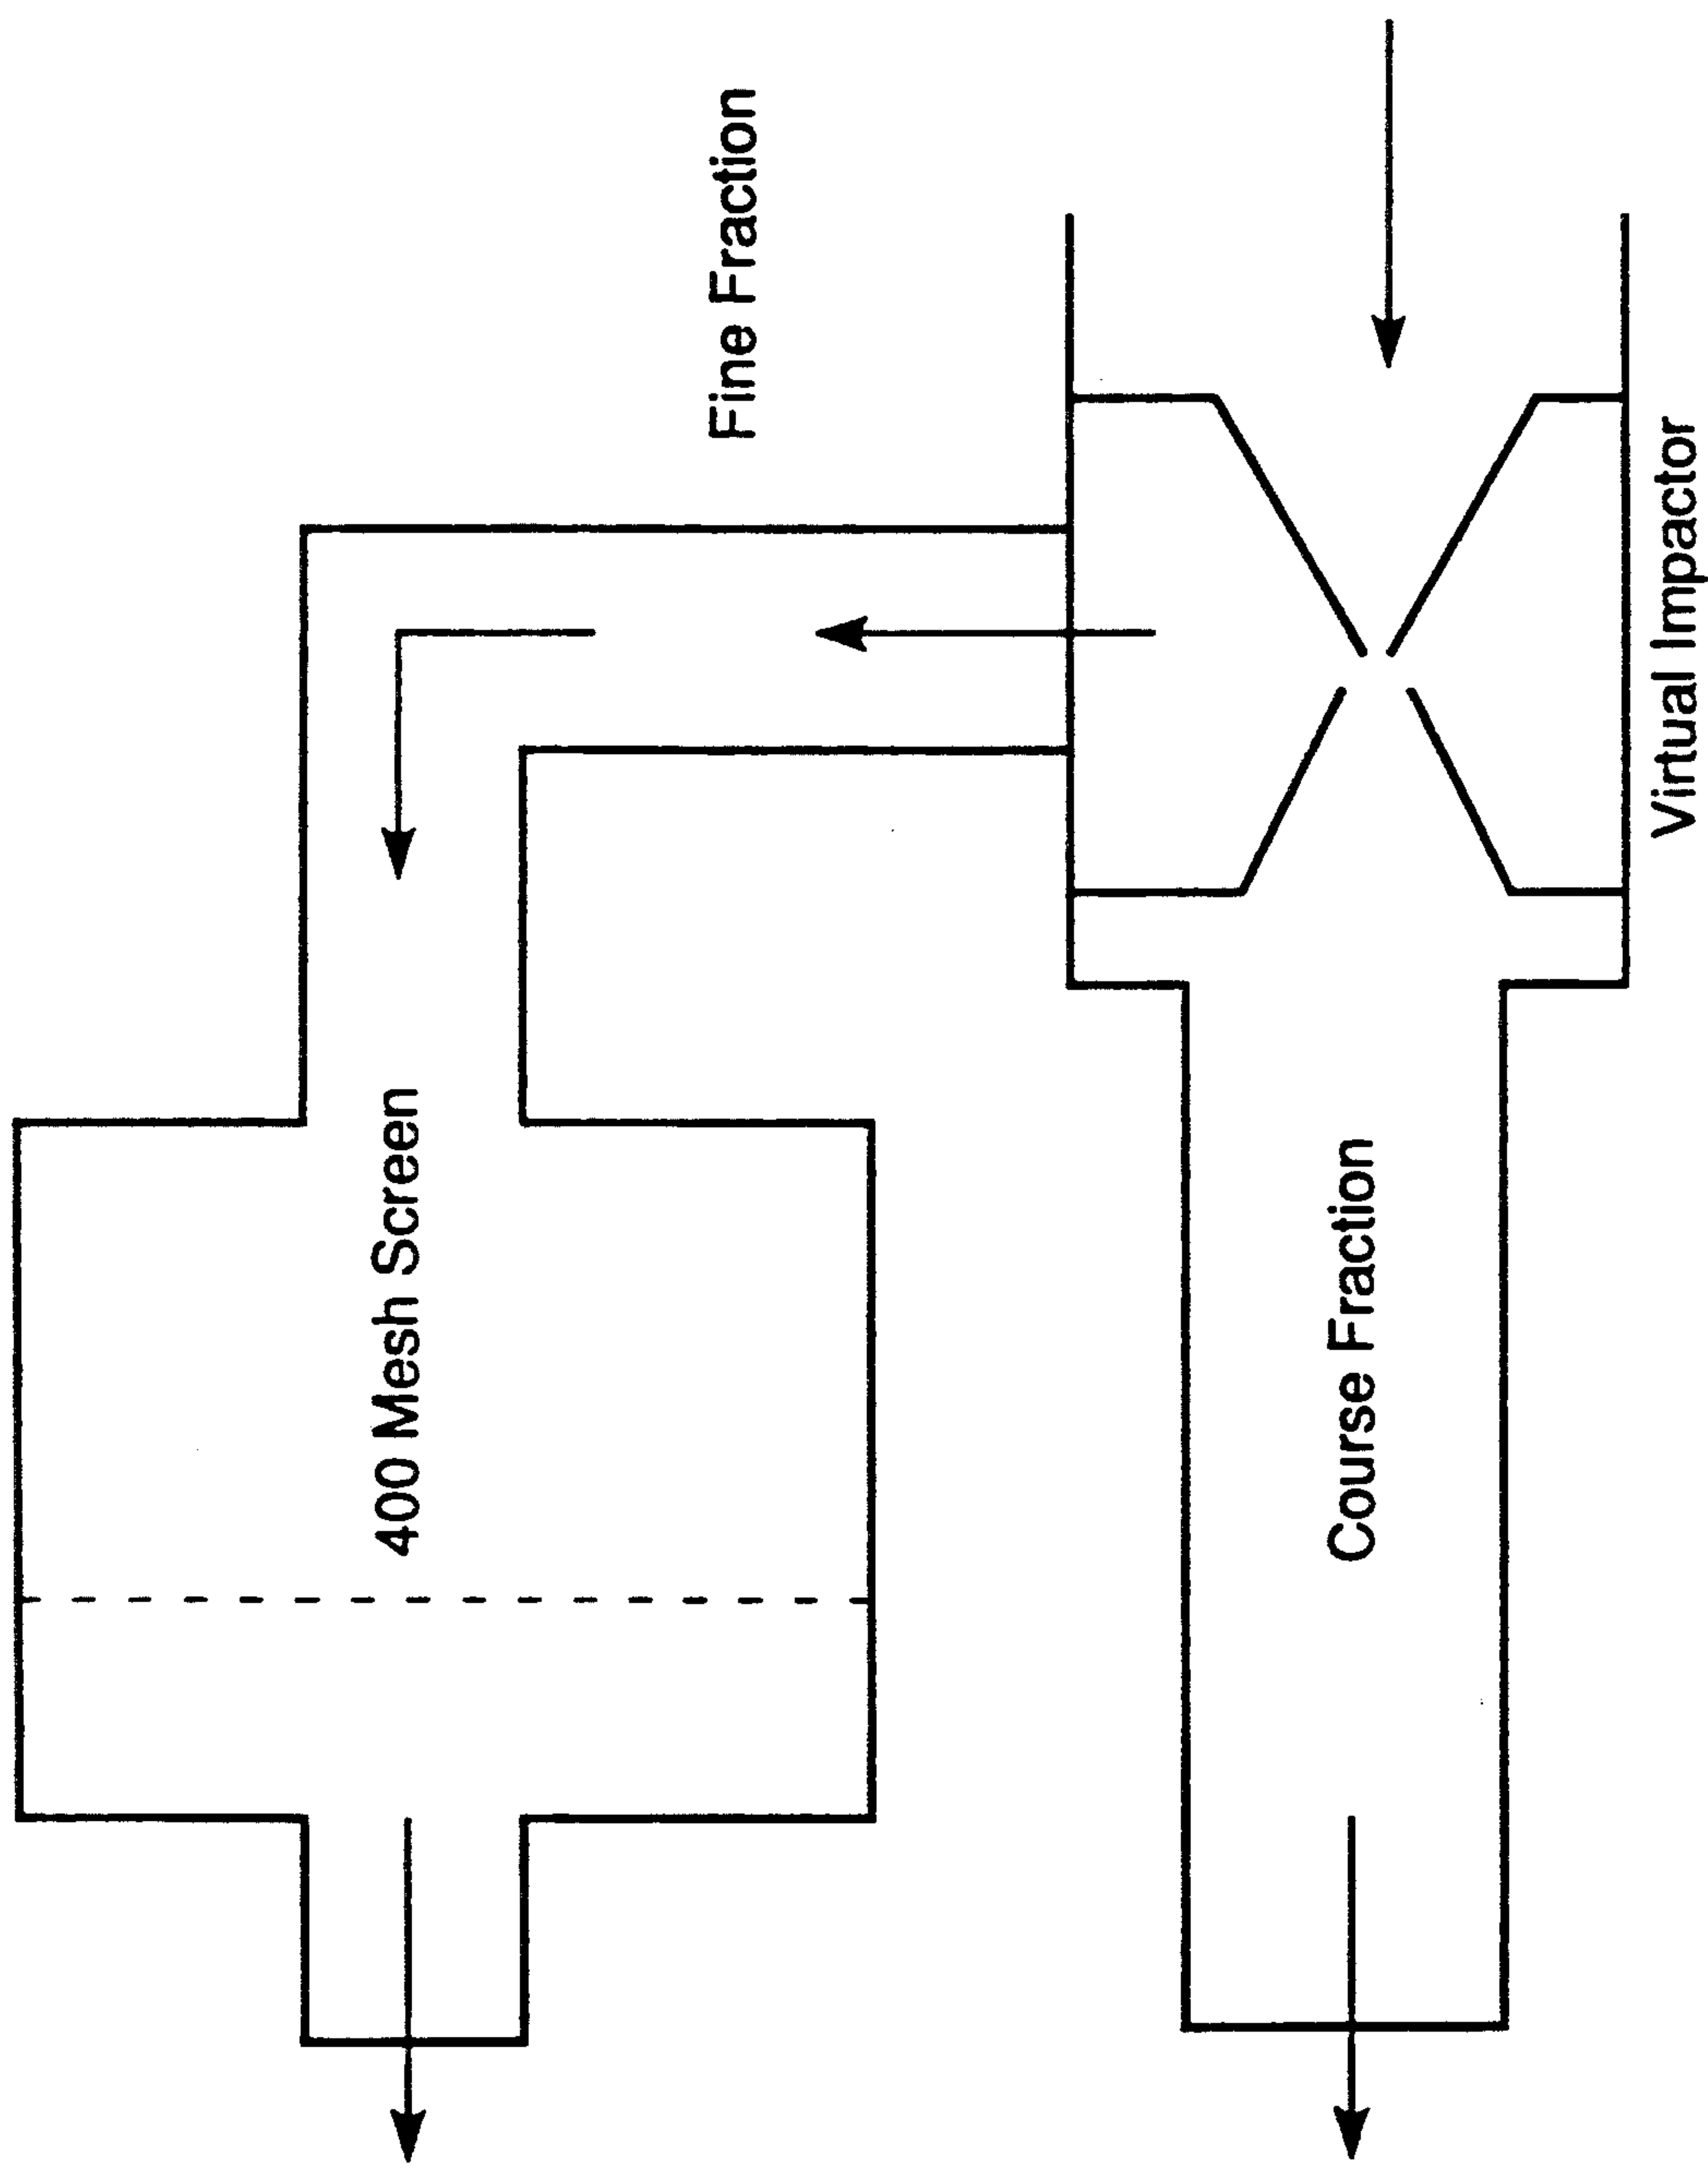 Fine Fraction
400 Mesh Screen
Course Fraction
Virtual Impactor